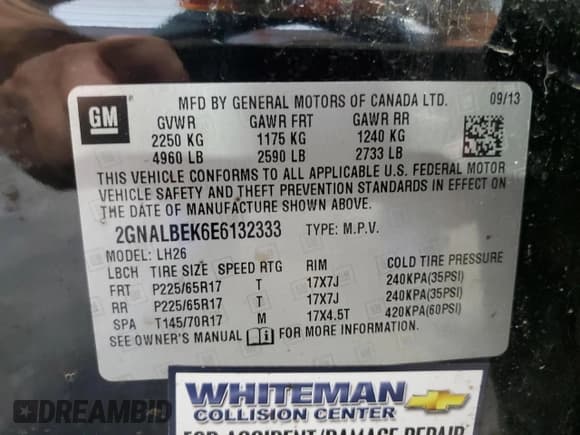 GM
MFD BY GENERAL MOTORS OF CANADA LTD. 09/13
GVWR GAWR FRT GAWR RR
2250 KG 1175 KG 1240 KG
4960 LB 2590 LB 2733 LB
THIS VEHICLE CONFORMS TO ALL APPLICABLE U.S. FEDERAL MOTOR
VEHICLE SAFETY AND THEFT PREVENTION STANDARDS IN EFFECT ON
THE DATE OF MANUFACTURE SHOWN ABOVE.
2GNALBEK6E6132333 TYPE: M.P.V.
MODEL: LH26
LBCH TIRE SIZE SPEED RTG RIM COLD TIRE PRESSURE
FRT P225/65R17 T 17X7J 240KPA(35PSI)
RR P225/65R17 T 17X7J 240KPA(35PSI)
SPA T145/70R17 M 17X4.5T 420KPA(60PSI)
SEE OWNER'S MANUAL FOR MORE INFORMATION.
WHITEMAN
COLLISION CENTER
FOR ACCIDENT/DAMAGE REPAIR
DREAMBID